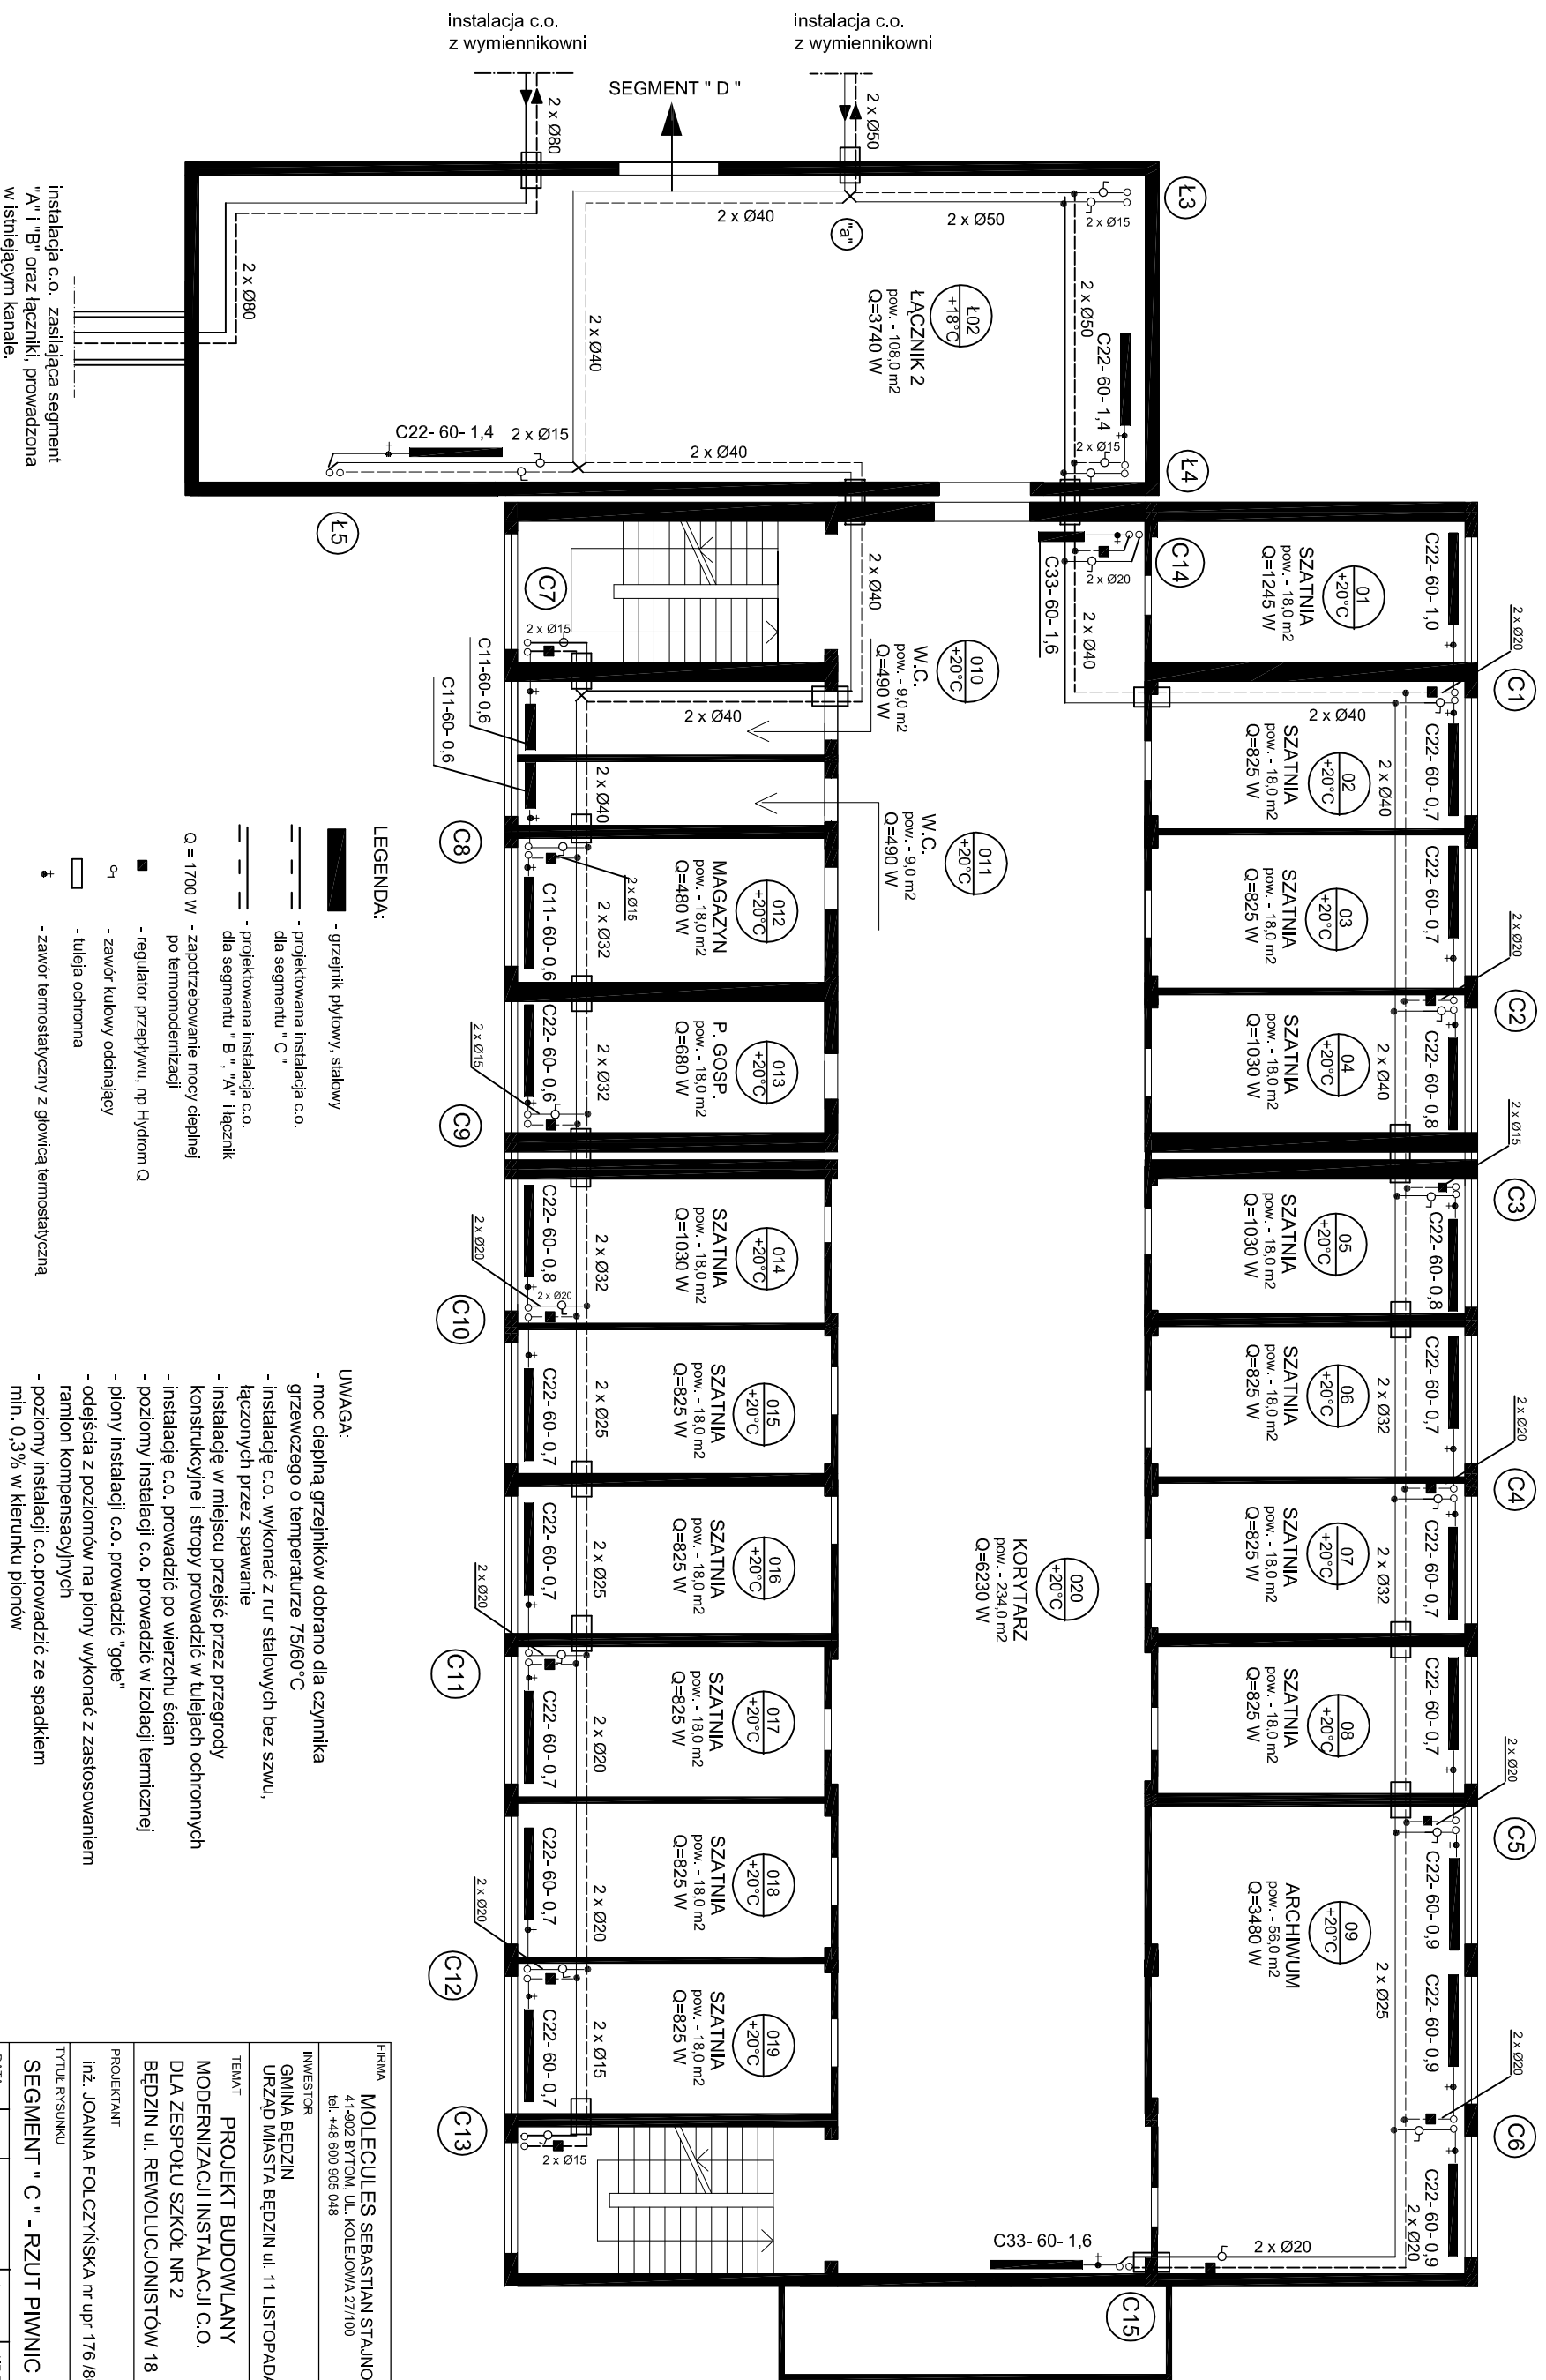 instalacja c.o.
z wymiennikowni
instalacja c.o.
z wymiennikowni
SEGMENT " D "
2 x Ø80
2 x Ø50
Ł3
2 x Ø40
2 x Ø50
2 x Ø15
"a"
2 x Ø80
2 x Ø40
2 x Ø50
Ł02
+18°C
ŁĄCZNIK 2
pow. - 108,0 m2
Q=3740 W
C22- 60- 1,4
C22- 60- 1,4
2 x Ø15
2 x Ø40
2 x Ø15
Ł4
Ł5
instalacja c.o. zasilająca segment
"A" i "B" oraz łączniki, prowadzona
w istniejącym kanale.
C7
2 x Ø15
2 x Ø40
C14
2 x Ø20
C33- 60- 1,6
2 x Ø40
01
+20°C
SZATNIA
pow. - 18,0 m2
Q=1245 W
C22- 60- 1,0
2 x Ø20
C1
2 x Ø40
02
+20°C
SZATNIA
pow. - 18,0 m2
Q=825 W
2 x Ø40
C22- 60- 0,7
03
+20°C
SZATNIA
pow. - 18,0 m2
Q=825 W
C22- 60- 0,7
2 x Ø20
C2
04
+20°C
SZATNIA
pow. - 18,0 m2
Q=1030 W
2 x Ø40
C22- 60- 0,8
2 x Ø15
C3
05
+20°C
SZATNIA
pow. - 18,0 m2
Q=1030 W
C22- 60- 0,8
06
+20°C
SZATNIA
pow. - 18,0 m2
Q=825 W
2 x Ø32
C22- 60- 0,7
2 x Ø20
C4
07
+20°C
SZATNIA
pow. - 18,0 m2
Q=825 W
2 x Ø32
C22- 60- 0,7
08
+20°C
SZATNIA
pow. - 18,0 m2
Q=825 W
C22- 60- 0,7
2 x Ø20
C5
09
+20°C
ARCHIWUM
pow. - 56,0 m2
Q=3480 W
2 x Ø25
C22- 60- 0,9
C22- 60- 0,9
2 x Ø20
C6
C22- 60- 0,9
2 x Ø20
2 x Ø20
C33- 60- 1,6
C15
020
+20°C
KORYTARZ
pow. - 234,0 m2
Q=6230 W
010
+20°C
W.C.
pow. - 9,0 m2
Q=490 W
011
+20°C
W.C.
pow. - 9,0 m2
Q=490 W
2 x Ø40
2 x Ø40
C11-60- 0,6
C11-60- 0,6
C8
012
+20°C
MAGAZYN
pow. - 18,0 m2
Q=480 W
2 x Ø15
2 x Ø32
C11- 60- 0,6
013
+20°C
P. GOSP.
pow. - 18,0 m2
Q=680 W
2 x Ø32
C22- 60- 0,6
2 x Ø15
C9
014
+20°C
SZATNIA
pow. - 18,0 m2
Q=1030 W
2 x Ø32
C22- 60- 0,8
2 x Ø20
2 x Ø20
C10
015
+20°C
SZATNIA
pow. - 18,0 m2
Q=825 W
2 x Ø25
C22- 60- 0,7
016
+20°C
SZATNIA
pow. - 18,0 m2
Q=825 W
2 x Ø25
C22- 60- 0,7
2 x Ø20
C11
017
+20°C
SZATNIA
pow. - 18,0 m2
Q=825 W
2 x Ø20
C22- 60- 0,7
018
+20°C
SZATNIA
pow. - 18,0 m2
Q=825 W
2 x Ø20
C22- 60- 0,7
2 x Ø20
C12
019
+20°C
SZATNIA
pow. - 18,0 m2
Q=825 W
2 x Ø15
C22- 60- 0,7
C13
2 x Ø15
LEGENDA:
- grzejnik płytowy, stalowy
- projektowana instalacja c.o.
dla segmentu " C "
- projektowana instalacja c.o.
dla segmentu " B ", "A" i łącznik
Q = 1700 W - zapotrzebowanie mocy cieplnej
po termomodernizacji
- regulator przepływu, np Hydrom Q
- zawór kulowy odcinający
- tuleja ochronna
- zawór termostatyczny z głowicą termostatyczną
UWAGA:
- moc cieplną grzejników dobrano dla czynnika
grzewczego o temperaturze 75/60°C
- instalację c.o. wykonać z rur stalowych bez szwu,
łączonych przez spawanie
- instalację w miejscu przejść przez przegrody
konstrukcyjne i stropy prowadzić w tulejach ochronnych
- instalację c.o. prowadzić po wierzchu ścian
- poziomy instalacji c.o. prowadzić w izolacji termicznej
- piony instalacji c.o. prowadzić "gołe"
- odejścia z poziomów na piony wykonać z zastosowaniem
ramion kompensacyjnych
- poziomy instalacji c.o.prowadzić ze spadkiem
min. 0,3% w kierunku pionów
FIRMA
MOLECULES SEBASTIAN STAJNO
41-902 BYTOM, UL. KOLEJOWA 27/100
tel. +48 600 905 048
INWESTOR
GMINA BĘDZIN
URZĄD MIASTA BĘDZIN ul. 11 LISTOPADA
TEMAT
PROJEKT BUDOWLANY
MODERNIZACJI INSTALACJI C.O.
DLA ZESPOŁU SZKÓŁ NR 2
BĘDZIN ul. REWOLUCJONISTÓW 18
PROJEKTANT
inż. JOANNA FOLCZYŃSKA nr upr 176 /8
TYTUŁ RYSUNKU
SEGMENT " C " - RZUT PIWNIC